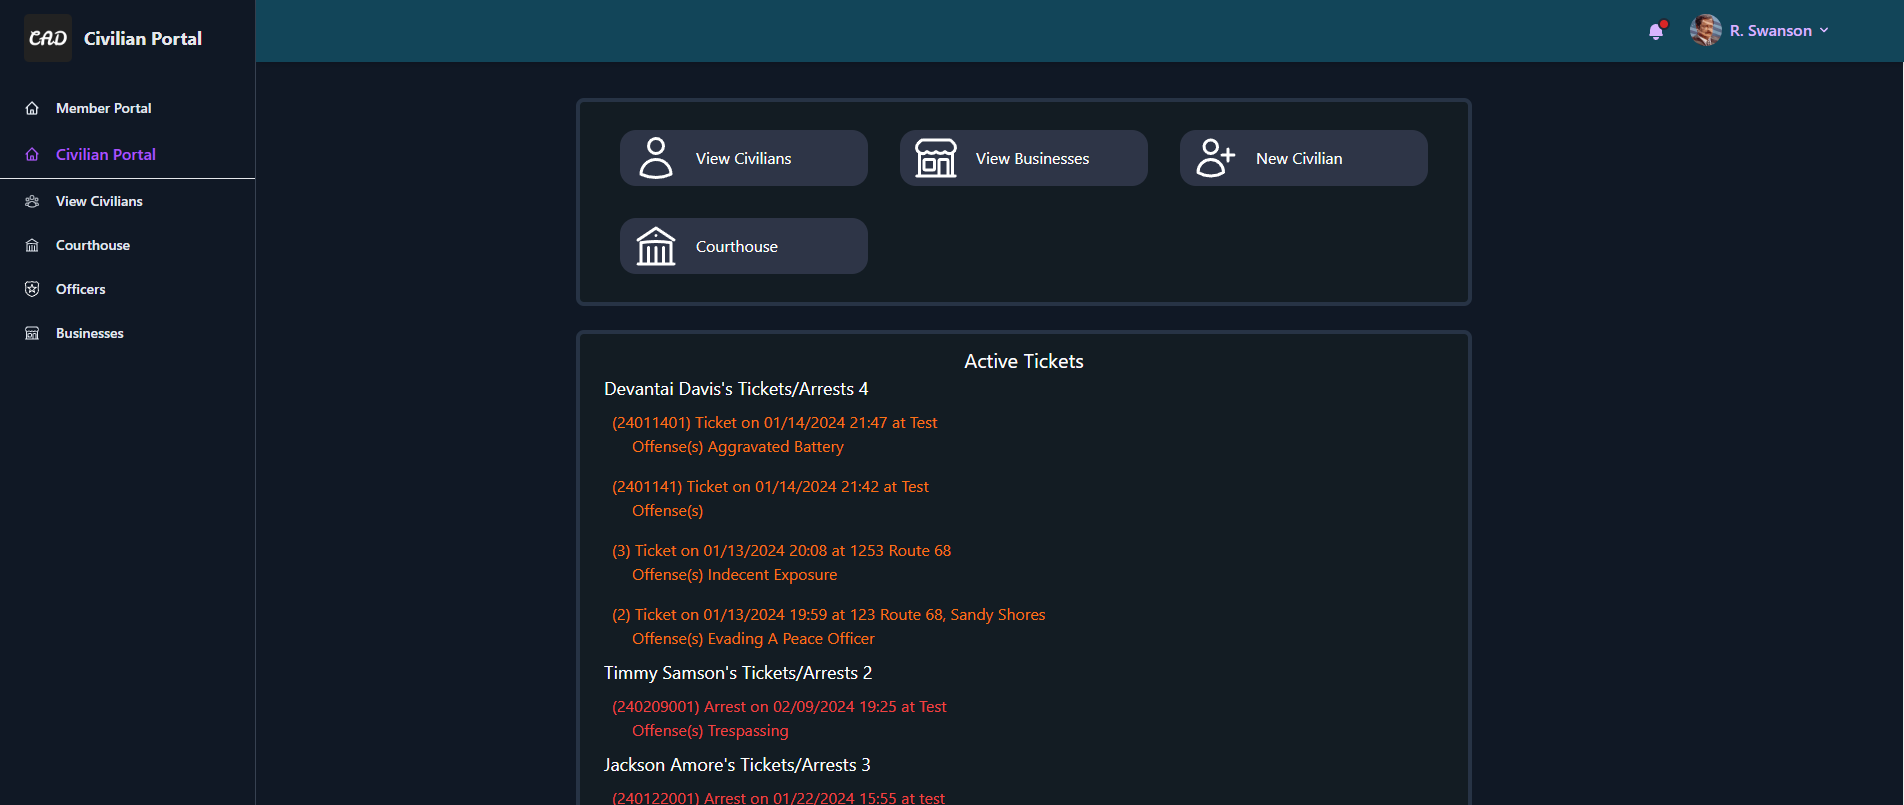 CAD
Civilian Portal
R. Swanson
Member Portal
Civilian Portal
View Civilians
Courthouse
Officers
Businesses
View Civilians
View Businesses
New Civilian
Courthouse
Active Tickets
Devantai Davis's Tickets/Arrests 4
(24011401) Ticket on 01/14/2024 21:47 at Test
Offense(s) Aggravated Battery
(2401141) Ticket on 01/14/2024 21:42 at Test
Offense(s)
(3) Ticket on 01/13/2024 20:08 at 1253 Route 68
Offense(s) Indecent Exposure
(2) Ticket on 01/13/2024 19:59 at 123 Route 68, Sandy Shores
Offense(s) Evading A Peace Officer
Timmy Samson's Tickets/Arrests 2
(240209001) Arrest on 02/09/2024 19:25 at Test
Offense(s) Trespassing
Jackson Amore's Tickets/Arrests 3
(240122001) Arrest on 01/22/2024 15:55 at test